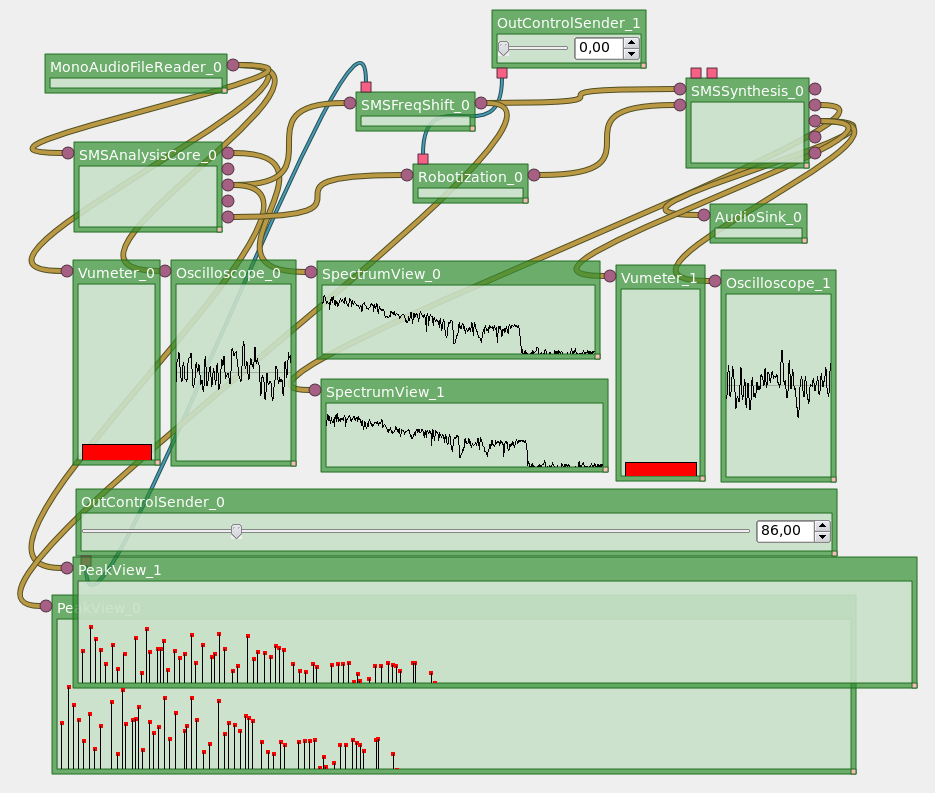 OutControlSender_1
0,00
MonoAudioFileReader_0
SMSFreqShift_0
SMSSynthesis_0
SMSAnalysisCore_0
Robotization_0
AudioSink_0
Vumeter_0
Oscilloscope_0
SpectrumView_0
Vumeter_1
Oscilloscope_1
SpectrumView_1
OutControlSender_0
86,00
PeakView_1
PeakView_0